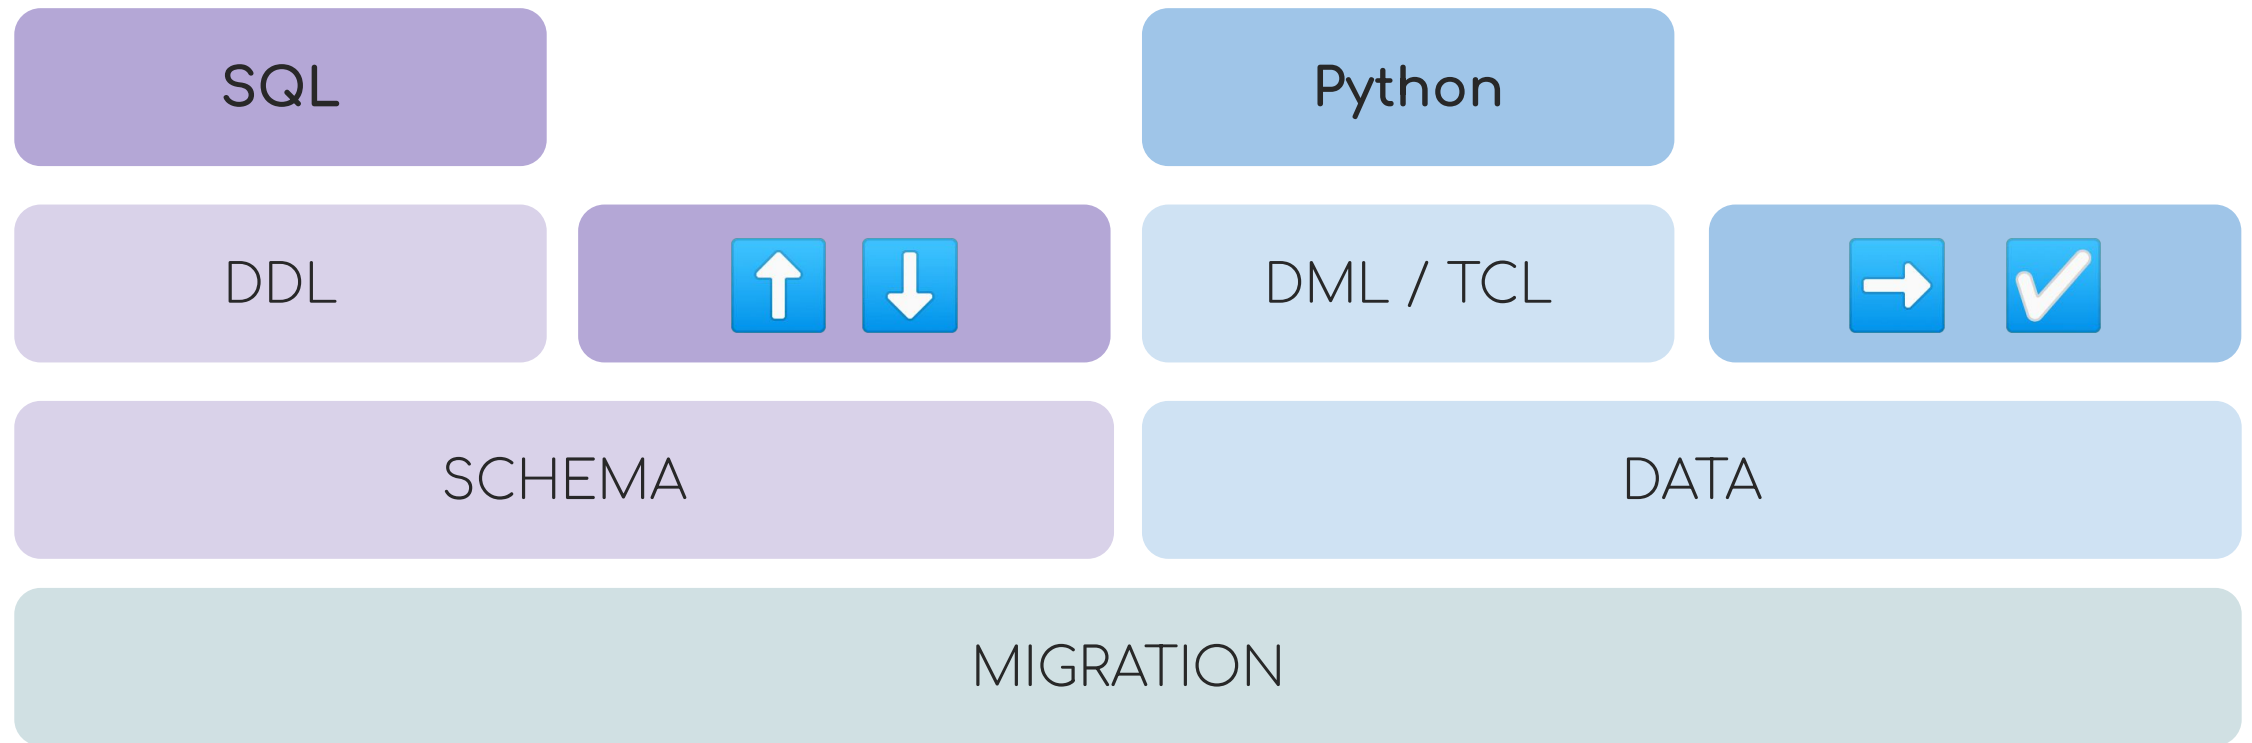 SQL
Python
DDL
DML / TCL
SCHEMA
DATA
MIGRATION